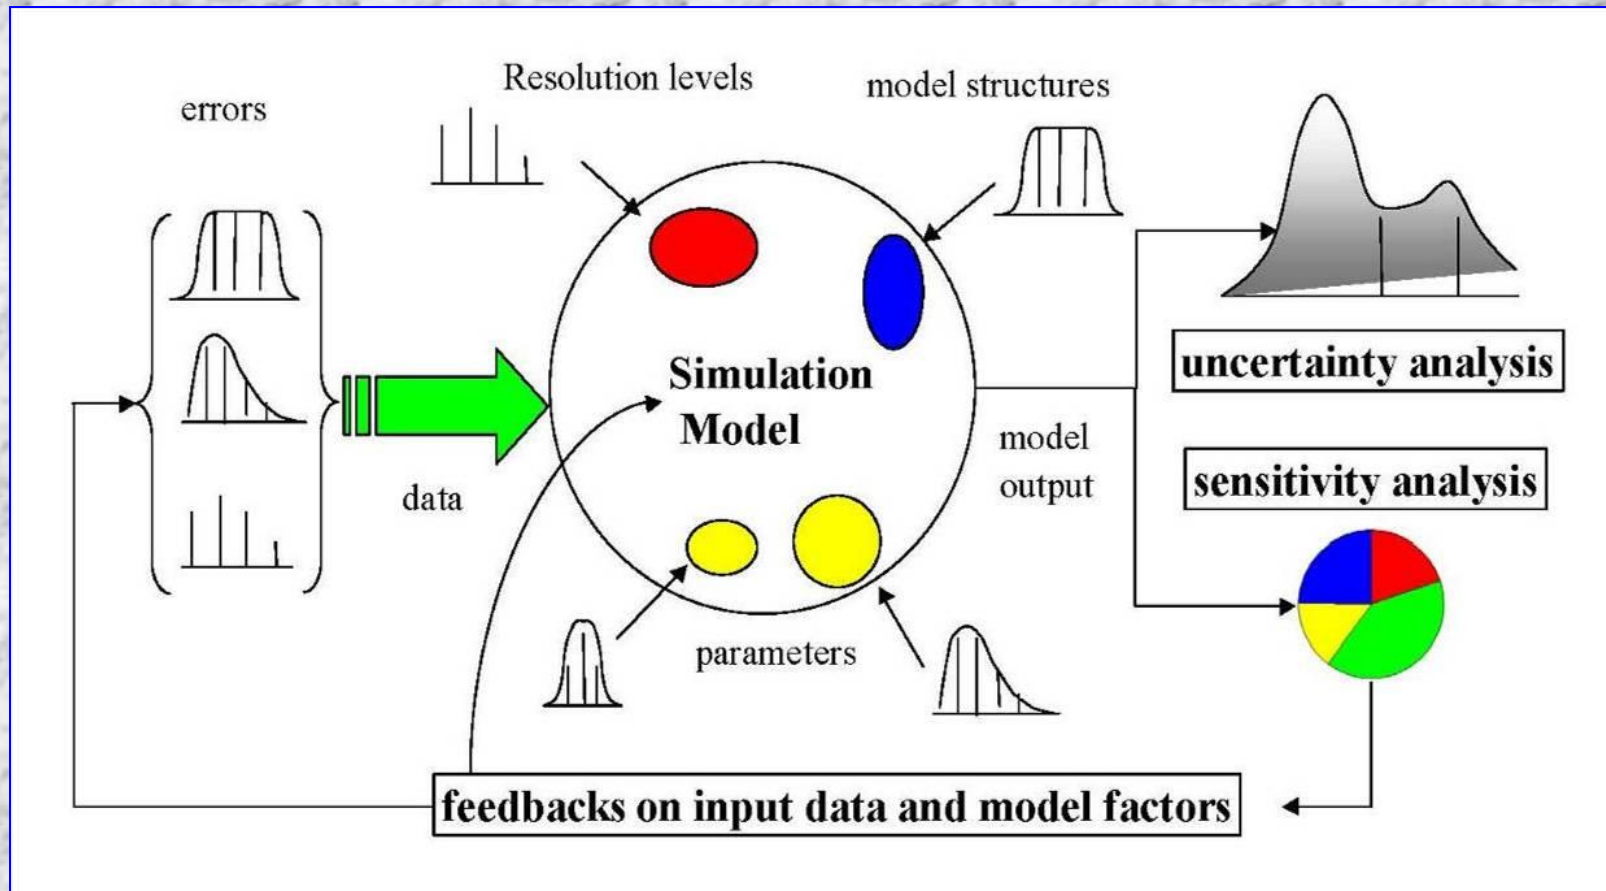 Resolution levels
model structures
errors
uncertainty analysis
Simulation
Model
model
output
sensitivity analysis
data
parameters
feedbacks on input data and model factors